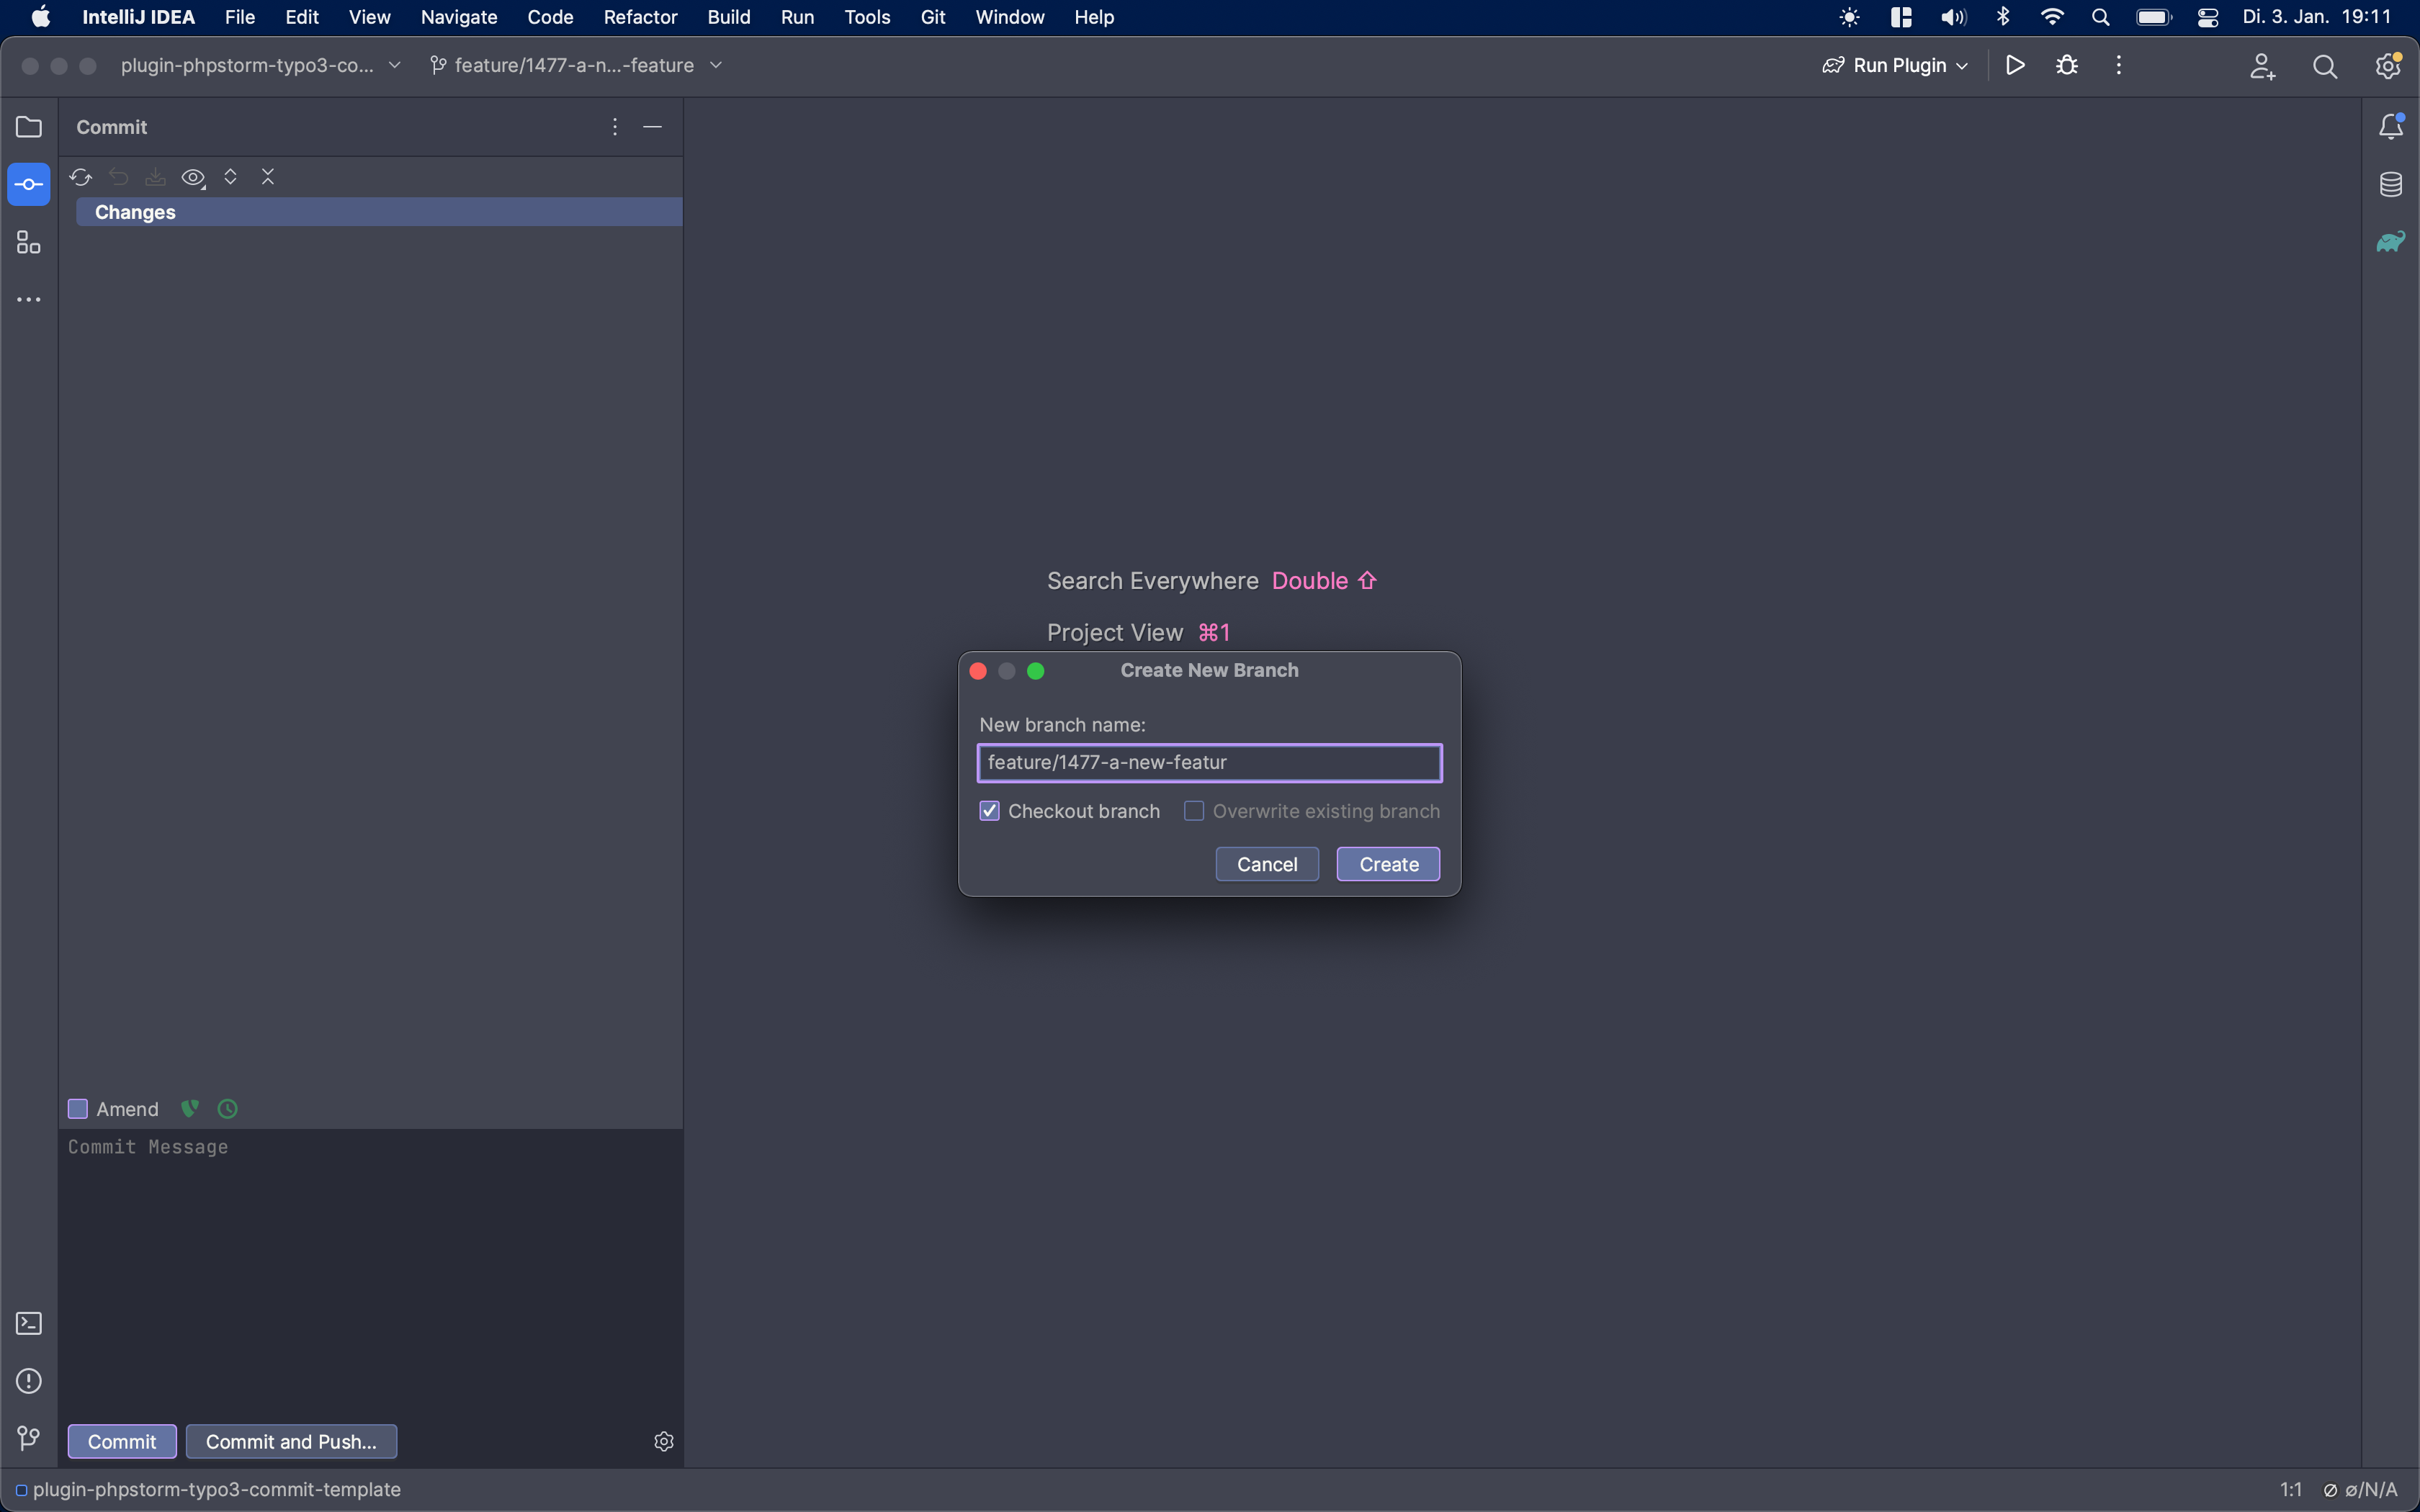 IntelliJ IDEA File Edit View Navigate Code Refactor Build Run Tools Git Window Help Di. 3. Jan. 19:11
plugin-phpstorm-typo3-co... feature/1477-a-n...-feature Run Plugin
Commit
Changes
Search Everywhere Double ⇧
Project View ⌘1
Create New Branch
New branch name:
feature/1477-a-new-featur
Checkout branch Overwrite existing branch
Cancel Create
Amend
Commit Message
Commit Commit and Push...
plugin-phpstorm-typo3-commit-template 1:1 ø/N/A